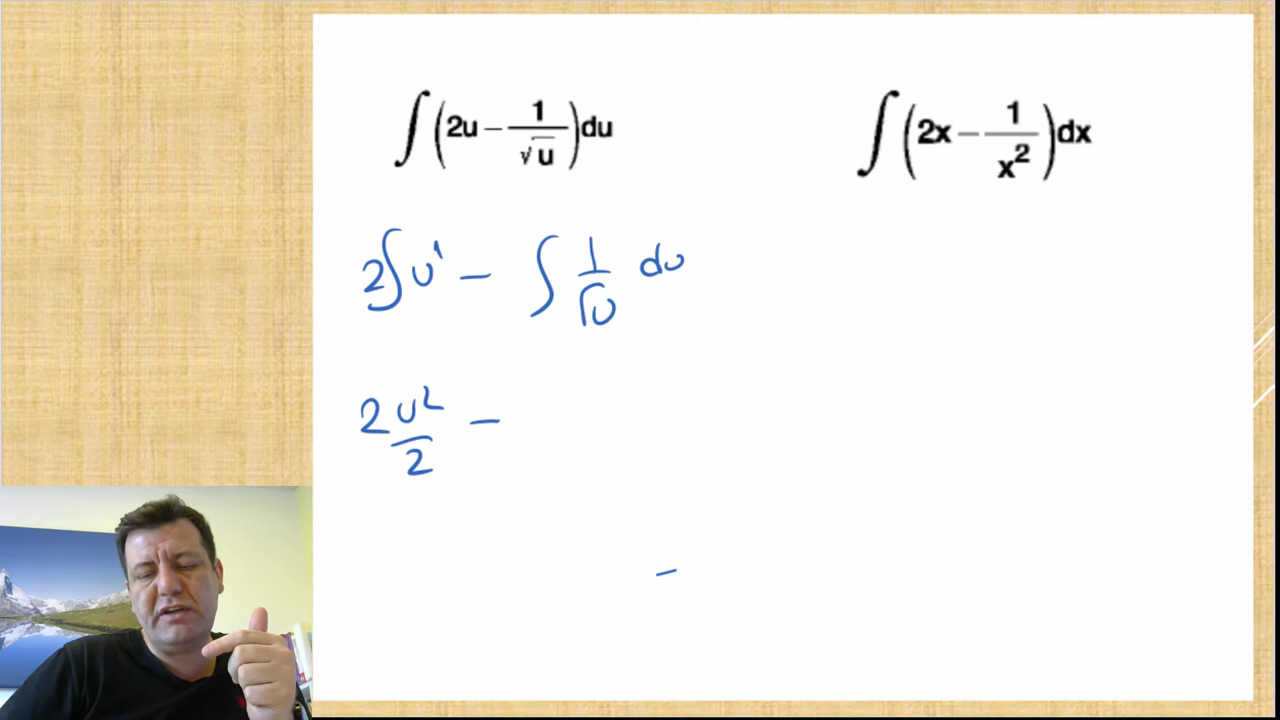 ∫(2u − 1/√u)du
∫(2x − 1/x²)dx
2∫u¹ − ∫ 1/√u du
2u²/2 −
−